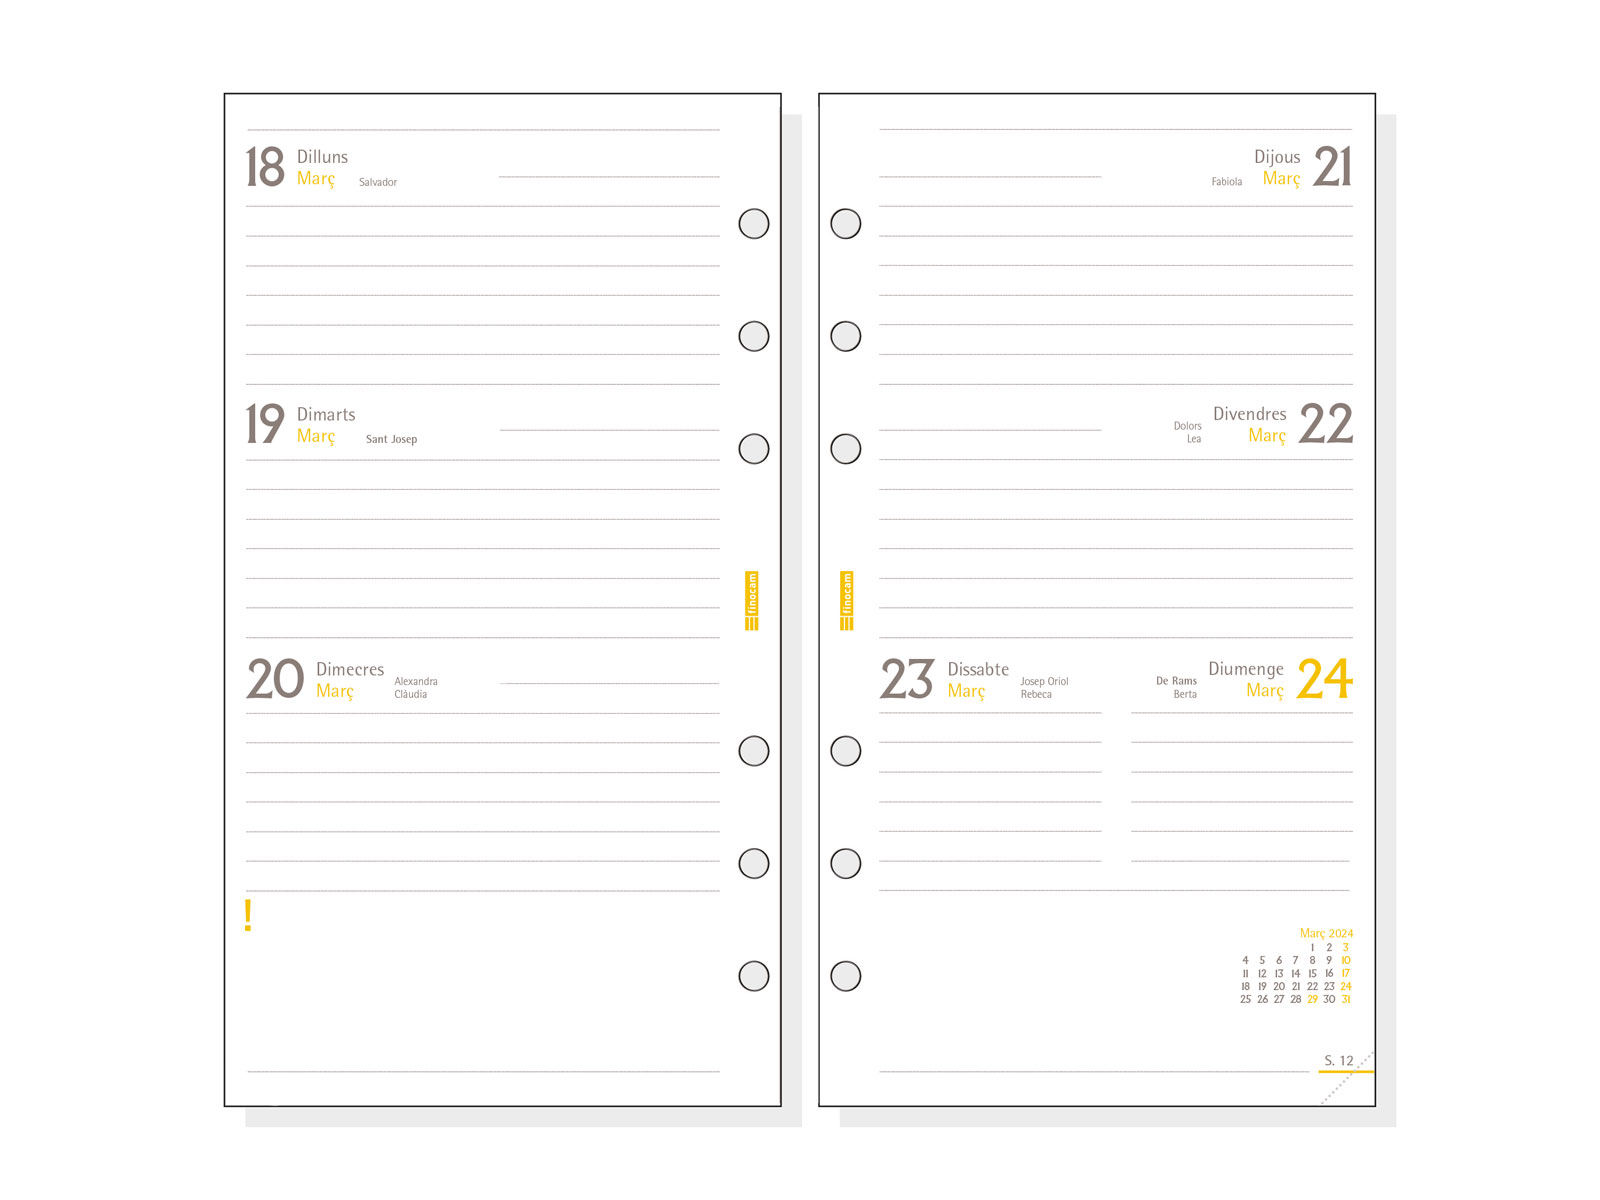 18 Dilluns
Març Salvador
19 Dimarts
Març Sant Josep
20 Dimecres
Març Alexandra
Clàudia
!
finocam
finocam
Dijous 21
Fabiola Març
Divendres 22
Dolors
Lea Març
23 Dissabte
Març Josep Oriol
Rebeca
Diumenge 24
De Rams Març
Berta
Març 2024
1 2 3
4 5 6 7 8 9 10
11 12 13 14 15 16 17
18 19 20 21 22 23 24
25 26 27 28 29 30 31
S. 12